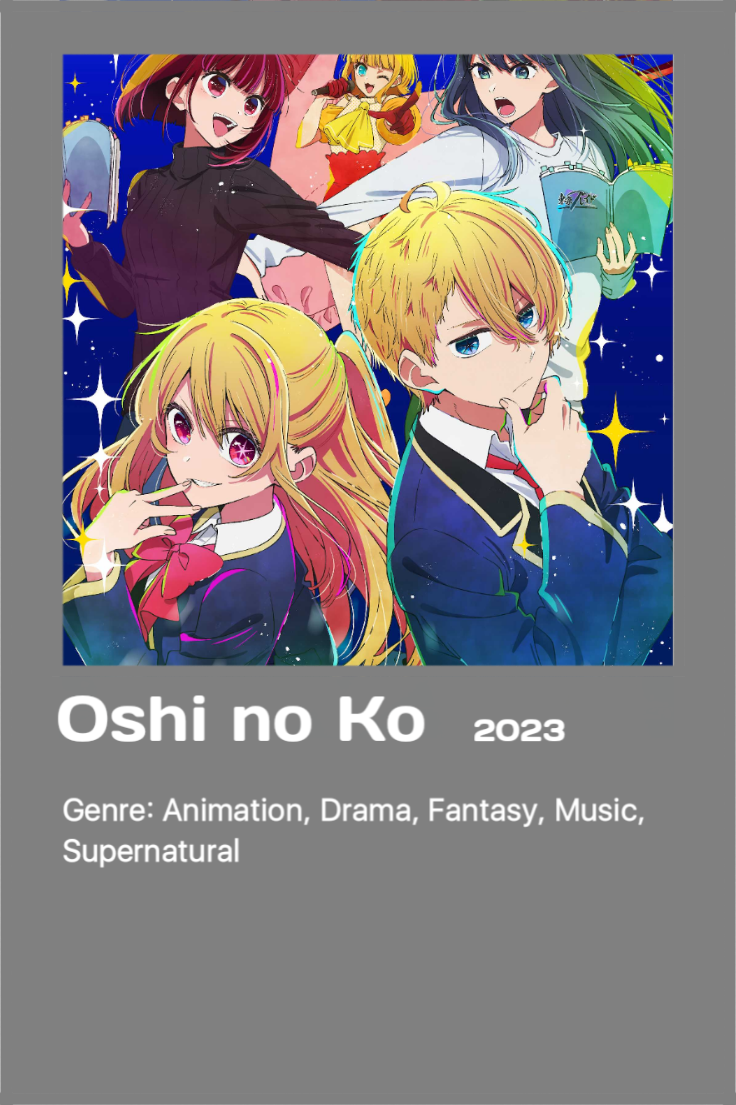 Oshi no Ko 2023
Genre: Animation, Drama, Fantasy, Music,
Supernatural